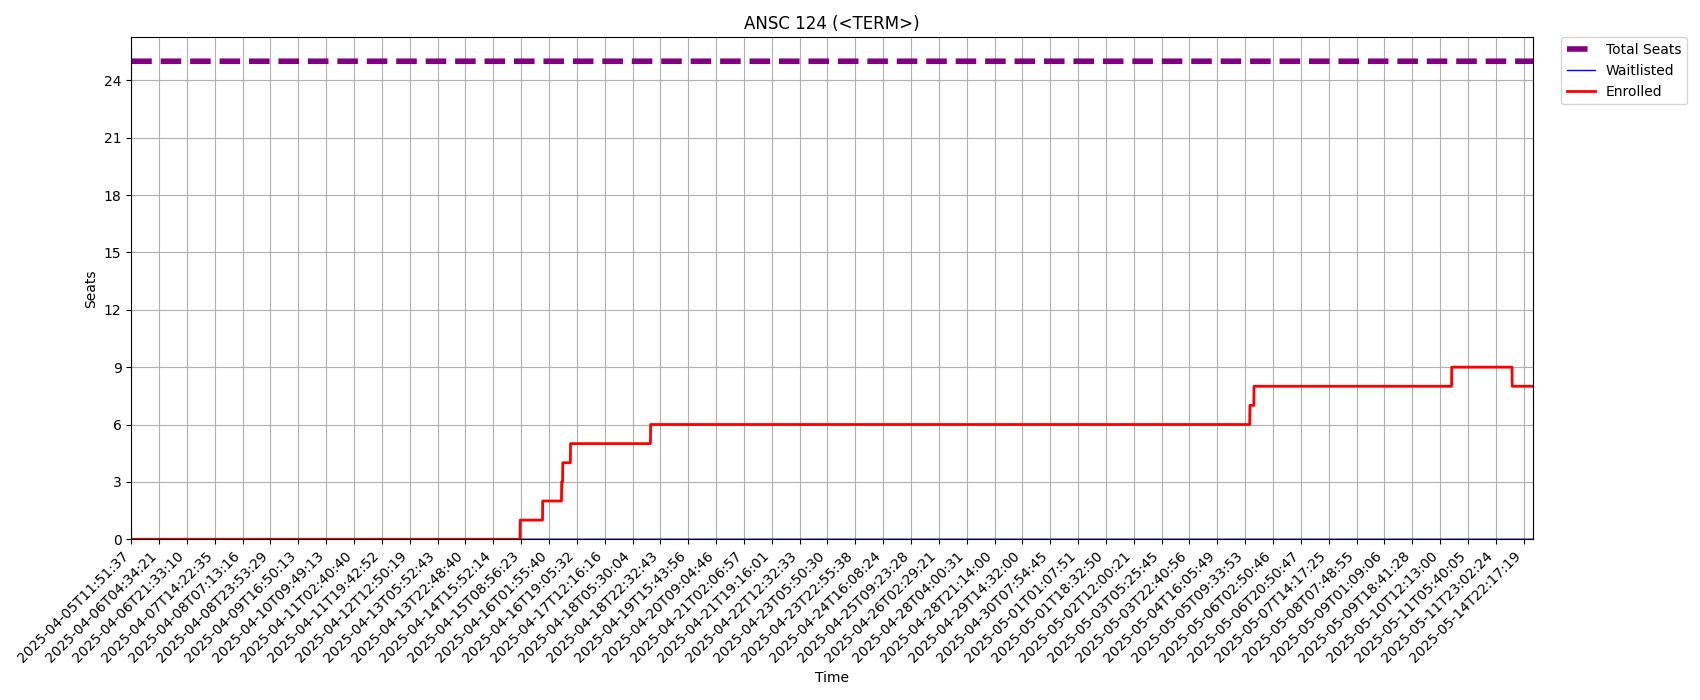 ANSC 124 (<TERM>)
Total Seats
Waitlisted
Enrolled
24
21
18
15
12
9
6
3
0
Seats
2025-04-05T11:51:37
2025-04-06T04:34:21
2025-04-06T21:33:10
2025-04-07T14:22:35
2025-04-08T07:13:16
2025-04-08T23:53:29
2025-04-09T16:50:13
2025-04-10T09:49:13
2025-04-11T02:40:40
2025-04-11T19:42:52
2025-04-12T12:50:19
2025-04-13T05:52:43
2025-04-13T22:48:40
2025-04-14T15:52:14
2025-04-15T08:56:23
2025-04-16T01:55:40
2025-04-16T19:05:32
2025-04-17T12:16:16
2025-04-18T05:30:04
2025-04-18T22:32:43
2025-04-19T15:43:56
2025-04-20T09:04:46
2025-04-21T02:06:57
2025-04-21T19:16:01
2025-04-22T12:32:33
2025-04-23T05:50:30
2025-04-23T22:55:38
2025-04-24T16:08:24
2025-04-25T09:23:28
2025-04-26T02:29:21
2025-04-28T04:00:31
2025-04-28T21:14:00
2025-04-29T14:32:00
2025-04-30T07:54:45
2025-05-01T01:07:51
2025-05-01T18:32:50
2025-05-02T12:00:21
2025-05-03T05:25:45
2025-05-03T22:40:56
2025-05-04T16:05:49
2025-05-05T09:33:53
2025-05-06T02:50:46
2025-05-06T20:50:47
2025-05-07T14:17:25
2025-05-08T07:48:55
2025-05-09T01:09:06
2025-05-09T18:41:28
2025-05-10T12:13:00
2025-05-11T05:40:05
2025-05-11T23:02:24
2025-05-14T22:17:19
Time